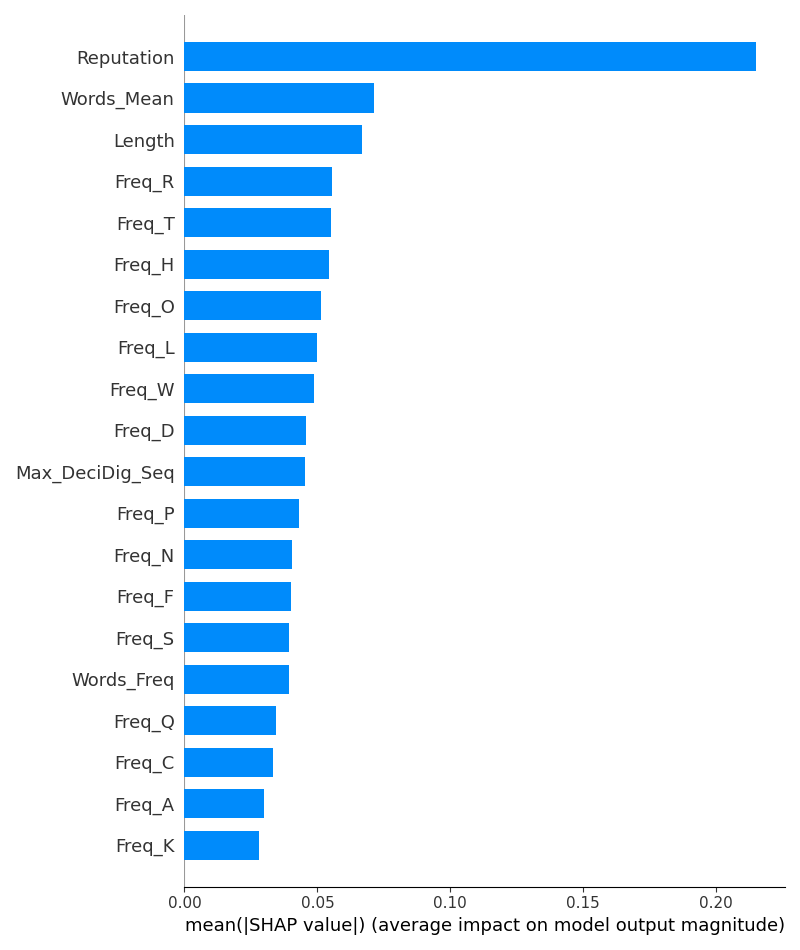 Reputation
Words_Mean
Length
Freq_R
Freq_T
Freq_H
Freq_O
Freq_L
Freq_W
Freq_D
Max_DeciDig_Seq
Freq_P
Freq_N
Freq_F
Freq_S
Words_Freq
Freq_Q
Freq_C
Freq_A
Freq_K
0.00 0.05 0.10 0.15 0.20
mean(|SHAP value|) (average impact on model output magnitude)